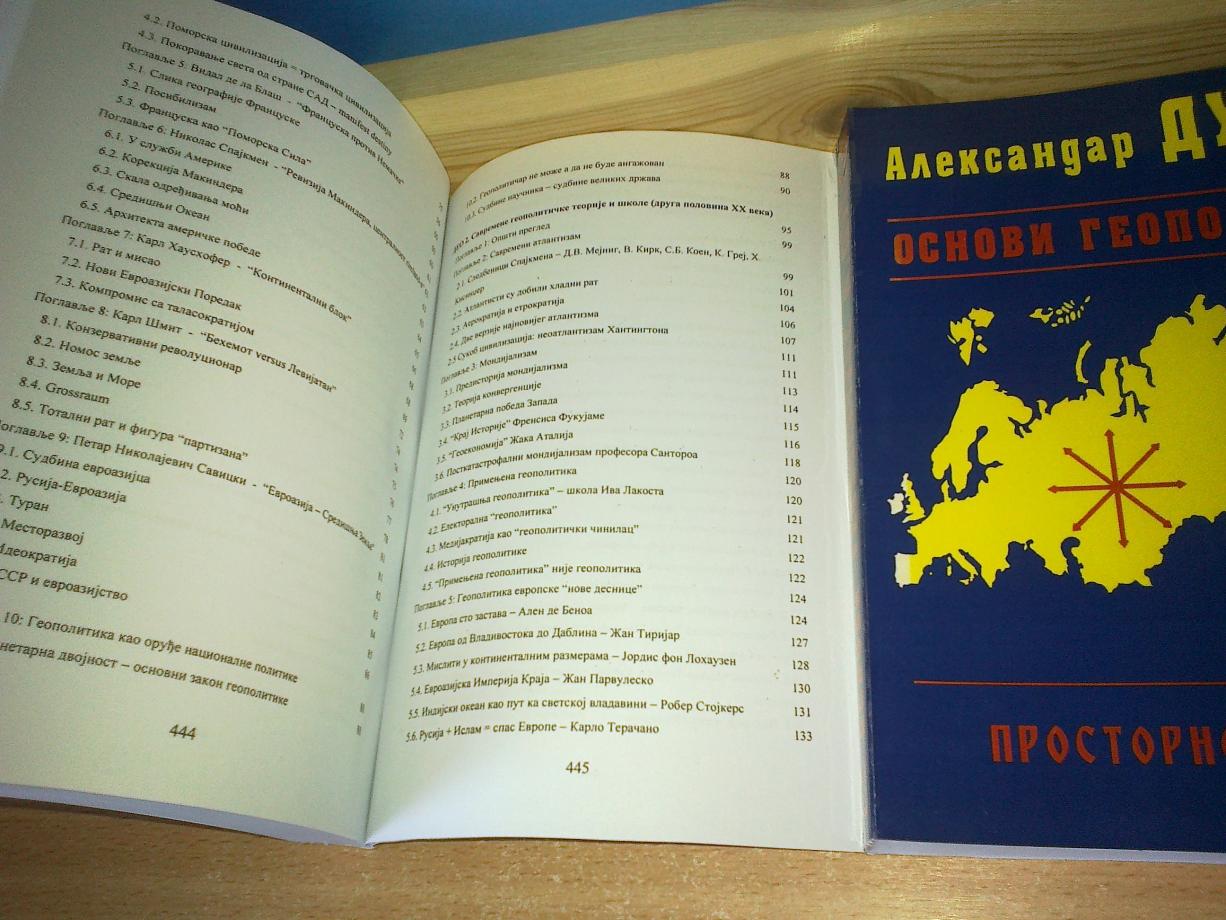 4.2. Поморска цивилизација = трговачка цивилизација
4.3. Покоравање света од стране САД – manifest destiny
Поглавље 5: Видал де ла Блаш - “Француска против Немачке”
5.1. Слика географије Француске
5.2. Посибилизам
5.3. Француска као “Поморска Сила”
Поглавље 6: Николас Спајкмен - “Ревизија Макиндера, централност
6.1. У служби Америке
6.2. Корекција Макиндера
6.3. Скала одређивања моћи
6.4. Средишњи Океан
6.5. Архитекта америчке победе
Поглавље 7: Карл Хаусхофер - “Континентални блок”
7.1. Рат и мисао
7.2. Нови Евроазијски Поредак
7.3. Компромис са таласократијом
Поглавље 8: Карл Шмит - “Бехемот versus Левијатан”
8.1. Конзервативни револуционар
8.2. Номос земље
8.3. Земља и Море
8.4. Grossraum
8.5. Тотални рат и фигура “партизана”
Поглавље 9: Петар Николајевич Савицки - “Евроазија – Средишња Земља”
9.1. Судбина евроазијца
2. Русија-Евроазија
Туран
Месторазвој
Идеократија
ССР и евроазијство
10: Геополитика као оруђе националне политике
нетарна двојност – основни закон геополитике
444
10.2. Геополитичар не може а да не буде ангажован 88
10.3. Судбине научника – судбине великих држава 90
ДЕО 2. Савремене геополитичке теорије и школе (друга половина XX века)
Поглавље 1: Општи преглед 95
Поглавље 2: Савремени атлантизам 99
2.1. Следбеници Спајкмена – Д.В. Мејниг, В. Кирк, С.Б. Коен, К. Греј, Х.
Кисинџер 99
2.2. Атлантисти су добили хладни рат 101
2.3. Аерократија и етрократија 104
2.4. Две верзије најновијег атлантизма 106
2.5 Сукоб цивилизација: неоатлантизам Хантингтона 107
Поглавље 3: Мондијализам 111
3.1. Предисторија мондијализма 111
3.2. Теорија конвергенције 113
3.3. Планетарна победа Запада 114
3.4. “Крај Историје” Френсиса Фукујаме 115
3.5. “Геоекономија” Жака Аталија 116
3.6. Посткатастрофални мондијализам професора Сантороа 118
Поглавље 4: Примењена геополитика 120
4.1. “Унутрашња геополитика” – школа Ива Лакоста 120
4.2. Електорална “геополитика” 121
4.3. Медијакратија као “геополитички чинилац” 121
4.4. Историја геополитике 122
4.5. “Примењена геополитика” није геополитика 122
Поглавље 5: Геополитика европске “нове деснице” 124
5.1. Европа сто застава – Ален де Беноа 124
5.2. Европа од Владивостока до Даблина – Жан Тиријар 127
5.3. Мислити у континенталним размерама – Јордис фон Лохаузен 128
5.4. Евроазијска Империја Краја – Жан Парвулеско 130
5.5. Индијски океан као пут ка светској владавини – Робер Стојкерс 131
5.6. Русија + Ислам = спас Европе – Карло Терачано 133
445
Александар ДУ
ОСНОВИ ГЕОПО
ПРОСТОРН